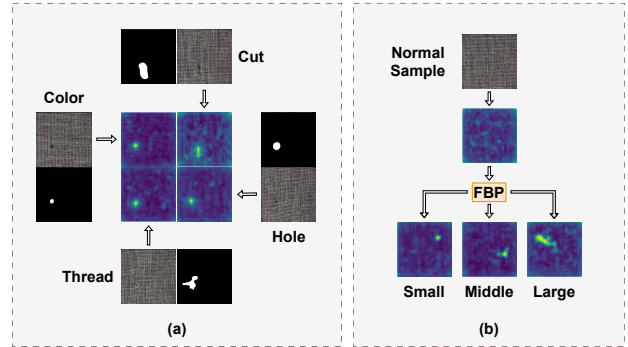 Cut
Color
Hole
Thread
(a)
Normal
Sample
FBP
Small Middle Large
(b)